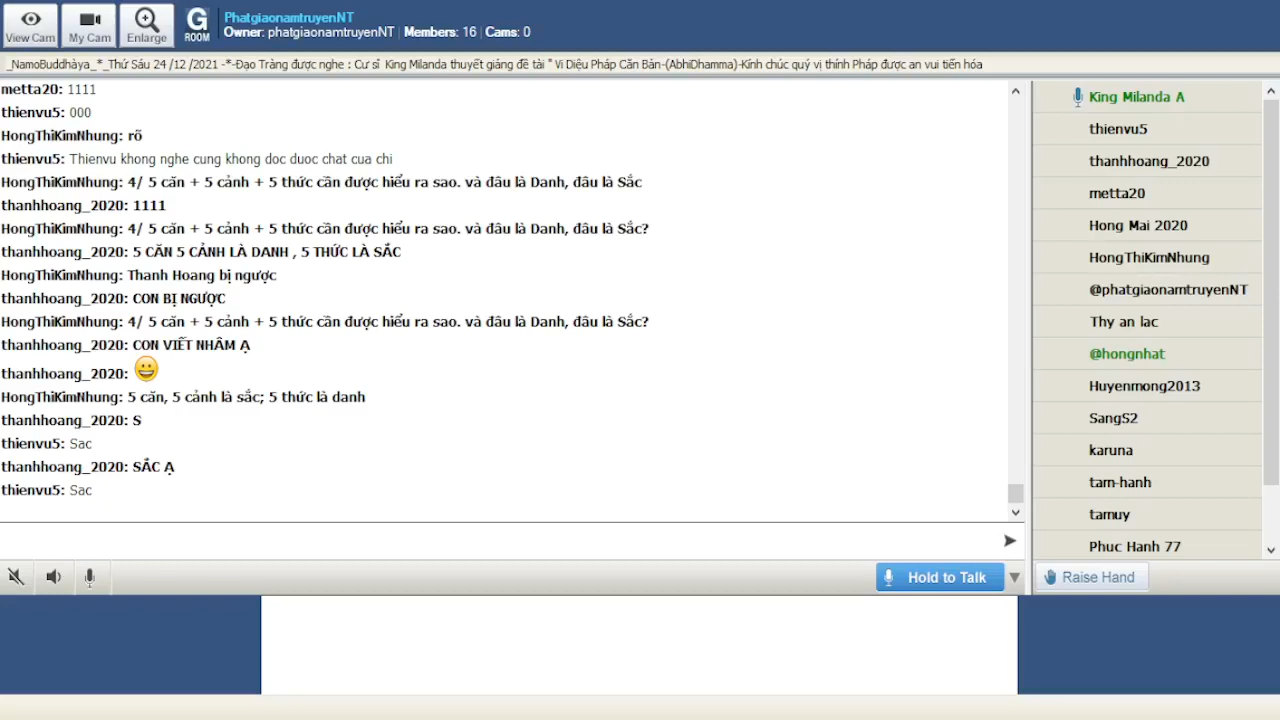 View Cam
My Cam
Enlarge
G
ROOM
PhatgiaonamtruyenNT
Owner: phatgiaonamtruyenNT | Members: 16 | Cams: 0
_NamoBuddhàya_*_Thứ Sáu 24 /12 /2021 -*-Đạo Tràng được nghe : Cư sĩ King Milanda thuyết giảng đề tài " Vi Diệu Pháp Căn Bản-(AbhiDhamma)-Kính chúc quý vị thính Pháp được an vui tiến hóa
metta20: 1111
thienvu5: 000
HongThiKimNhung: rõ
thienvu5: Thienvu khong nghe cung khong doc duoc chat cua chi
HongThiKimNhung: 4/ 5 căn + 5 cảnh + 5 thức cần được hiểu ra sao. và đâu là Danh, đâu là Sắc
thanhhoang_2020: 1111
HongThiKimNhung: 4/ 5 căn + 5 cảnh + 5 thức cần được hiểu ra sao. và đâu là Danh, đâu là Sắc?
thanhhoang_2020: 5 CĂN 5 CẢNH LÀ DANH , 5 THỨC LÀ SẮC
HongThiKimNhung: Thanh Hoang bị ngược
thanhhoang_2020: CON BỊ NGƯỢC
HongThiKimNhung: 4/ 5 căn + 5 cảnh + 5 thức cần được hiểu ra sao. và đâu là Danh, đâu là Sắc?
thanhhoang_2020: CON VIẾT NHẦM Ạ
thanhhoang_2020:
HongThiKimNhung: 5 căn, 5 cảnh là sắc; 5 thức là danh
thanhhoang_2020: S
thienvu5: Sac
thanhhoang_2020: SẮC Ạ
thienvu5: Sac
King Milanda A
thienvu5
thanhhoang_2020
metta20
Hong Mai 2020
HongThiKimNhung
@phatgiaonamtruyenNT
Thy an lac
@hongnhat
Huyenmong2013
SangS2
karuna
tam-hanh
tamuy
Phuc Hanh 77
Hold to Talk
Raise Hand